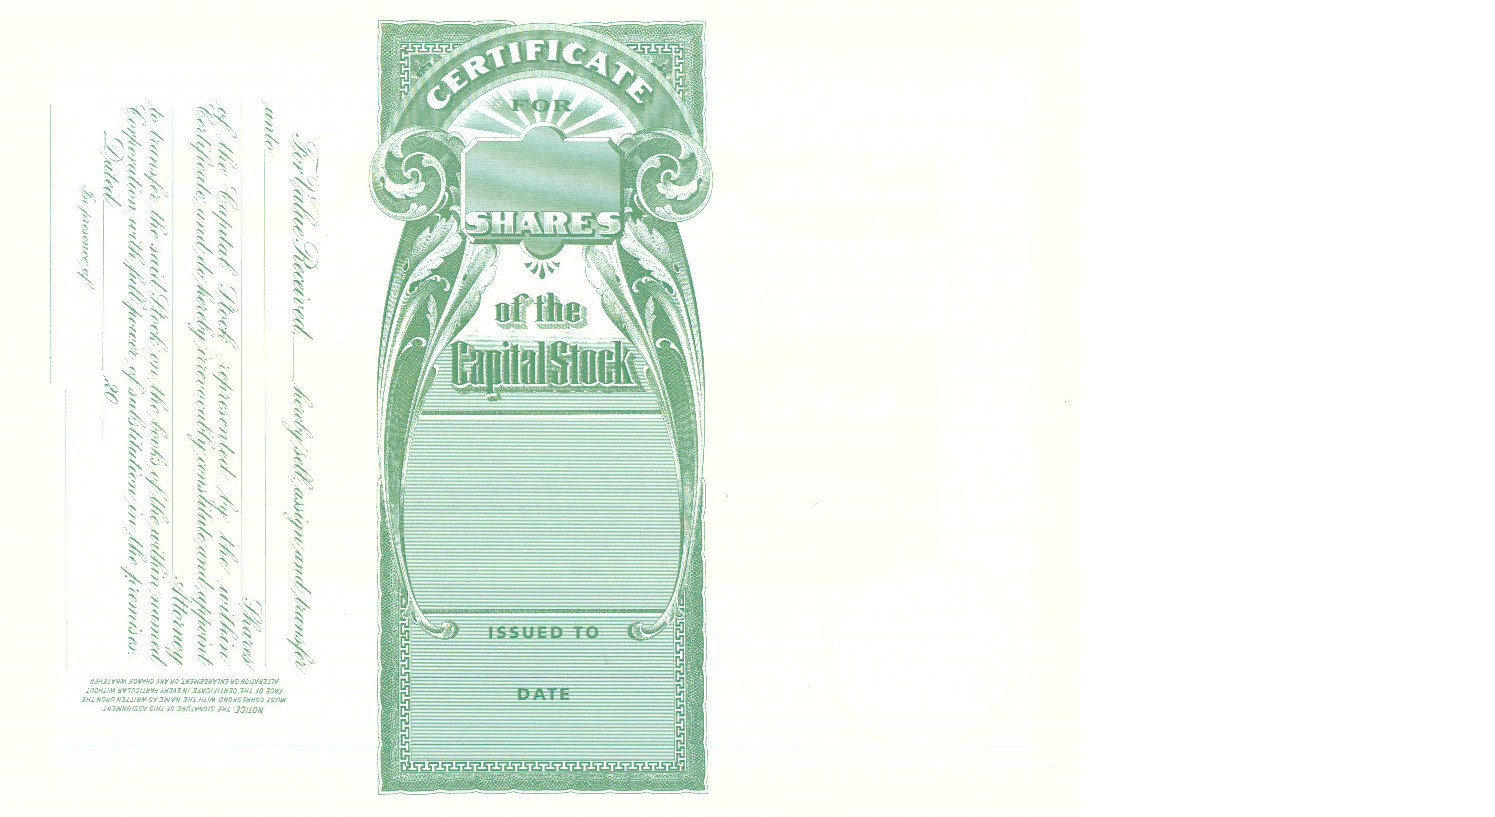 CERTIFICATE
FOR
SHARES
of the
Capital Stock
ISSUED TO
DATE
For Value Received hereby sell, assign and transfer
unto
Shares
of the Capital Stock represented by the within
Certificate, and do hereby irrevocably constitute and appoint
Attorney
to transfer the said Stock on the books of the within named
Corporation with full power of substitution in the premises.
Dated 20
In presence of
NOTICE: THE SIGNATURE OF THIS ASSIGNMENT
MUST CORRESPOND WITH THE NAME AS WRITTEN UPON THE
FACE OF THE CERTIFICATE IN EVERY PARTICULAR WITHOUT
ALTERATION OR ENLARGEMENT OR ANY CHANGE WHATEVER